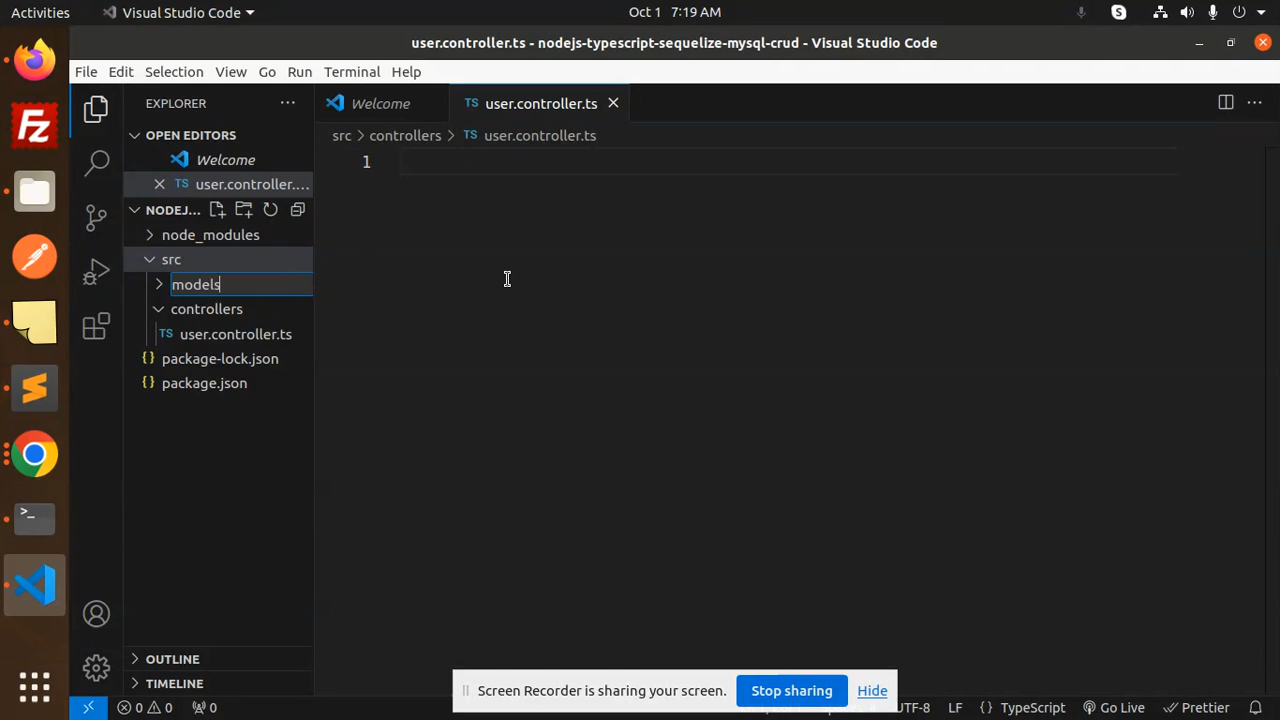 Activities
Visual Studio Code
Oct 1 7:19 AM
user.controller.ts - nodejs-typescript-sequelize-mysql-crud - Visual Studio Code
File Edit Selection View Go Run Terminal Help
EXPLORER
Welcome
user.controller.ts
OPEN EDITORS
src > controllers > TS user.controller.ts
Welcome
1
TS user.controller....
NODEJ...
node_modules
src
models
controllers
TS user.controller.ts
package-lock.json
package.json
OUTLINE
TIMELINE
Screen Recorder is sharing your screen.
Stop sharing
Hide
0 0 0
UTF-8 LF {} TypeScript Go Live Prettier